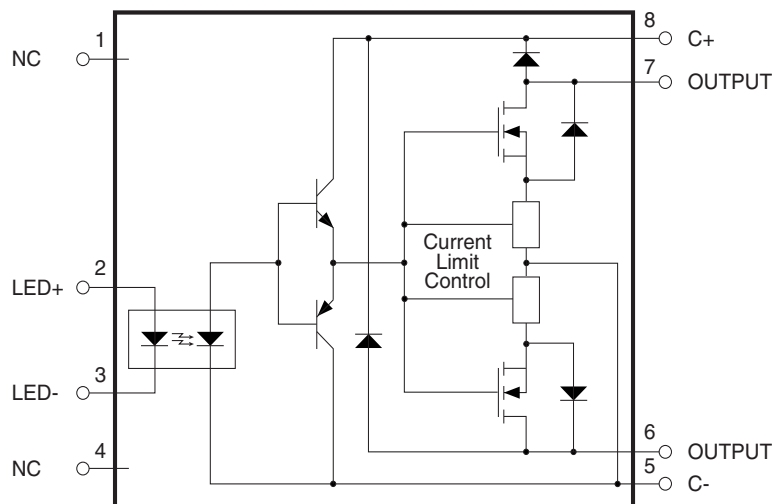 8
C+
1
NC
7
OUTPUT
Current
Limit
Control
2
LED+
3
LED-
6
OUTPUT
4
NC
5
C-